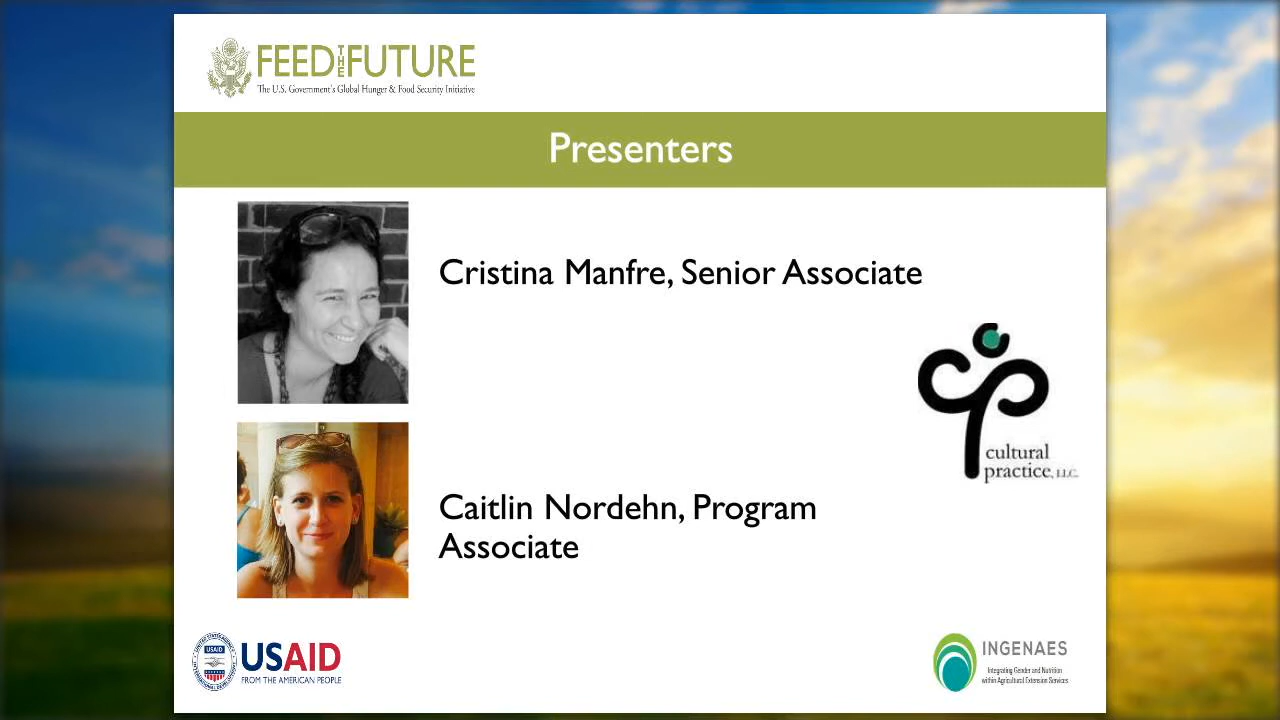 FEED THE FUTURE
The U.S. Government's Global Hunger & Food Security Initiative
Presenters
Cristina Manfre, Senior Associate
cultural
practice, LLC.
Caitlin Nordehn, Program
Associate
USAID
USAID
FROM THE AMERICAN PEOPLE
INGENAES
Integrating Gender and Nutrition
within Agricultural Extension Services